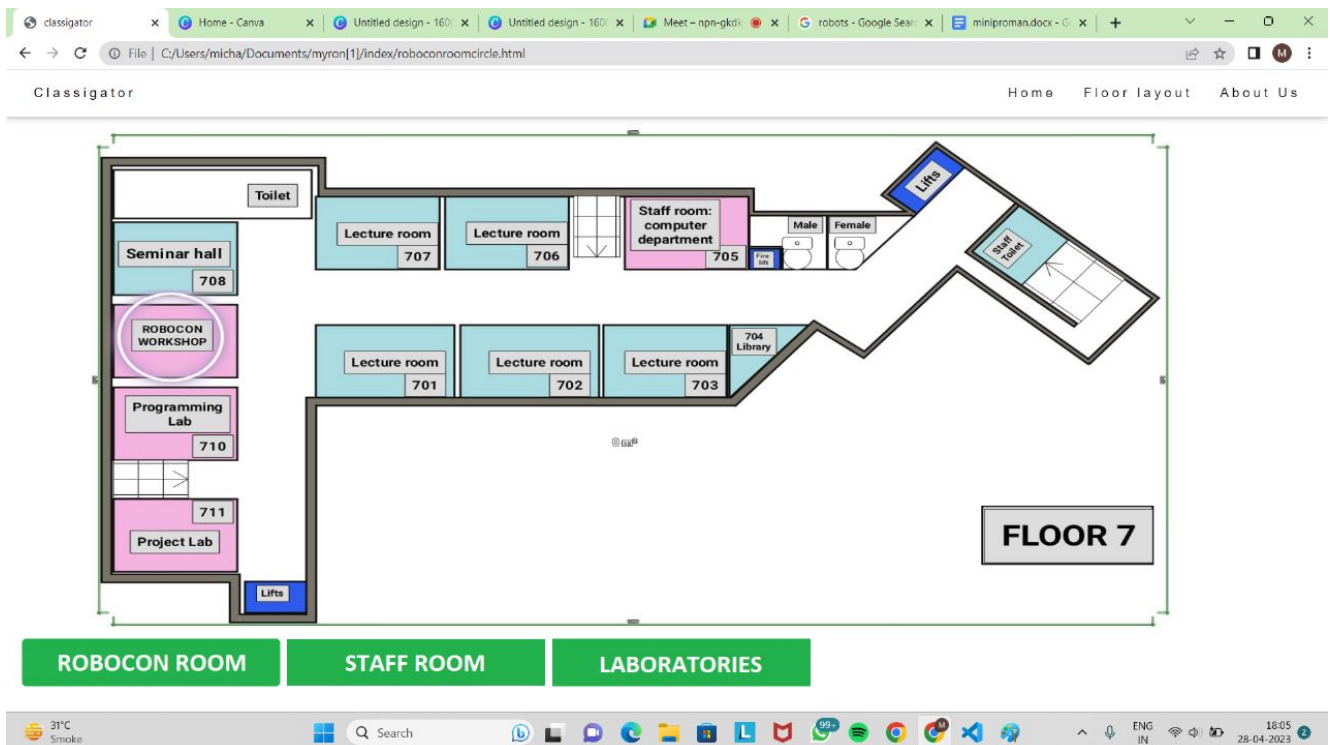 classigator
Home - Canva
Untitled design - 160
Untitled design - 160
Meet – npn-gkdk
robots - Google Sear
miniproman.docx - G
File | C:/Users/micha/Documents/myron[1]/index/roboconroomcircle.html
M
Classigator
Home Floor layout About Us
Toilet
Lifts
Lecture room
707
Lecture room
706
Staff room:
computer
department
705
Fire
lift
Male
Female
Staff
Toilet
Seminar hall
708
ROBOCON
WORKSHOP
Lecture room
701
Lecture room
702
Lecture room
703
704
Library
Programming
Lab
710
711
Project Lab
Lifts
FLOOR 7
ROBOCON ROOM
STAFF ROOM
LABORATORIES
31°C
Smoke
Search
99+
ENG
IN
18:05
28-04-2023
2